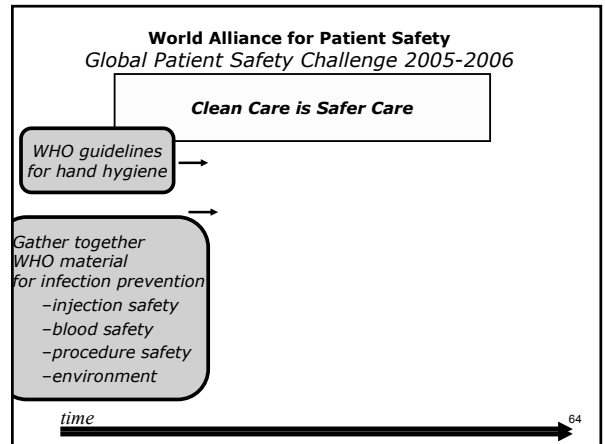 World Alliance for Patient Safety
Global Patient Safety Challenge 2005-2006
Clean Care is Safer Care
WHO guidelines
for hand hygiene
Gather together
WHO material
for infection prevention
–injection safety
–blood safety
–procedure safety
–environment
time
64